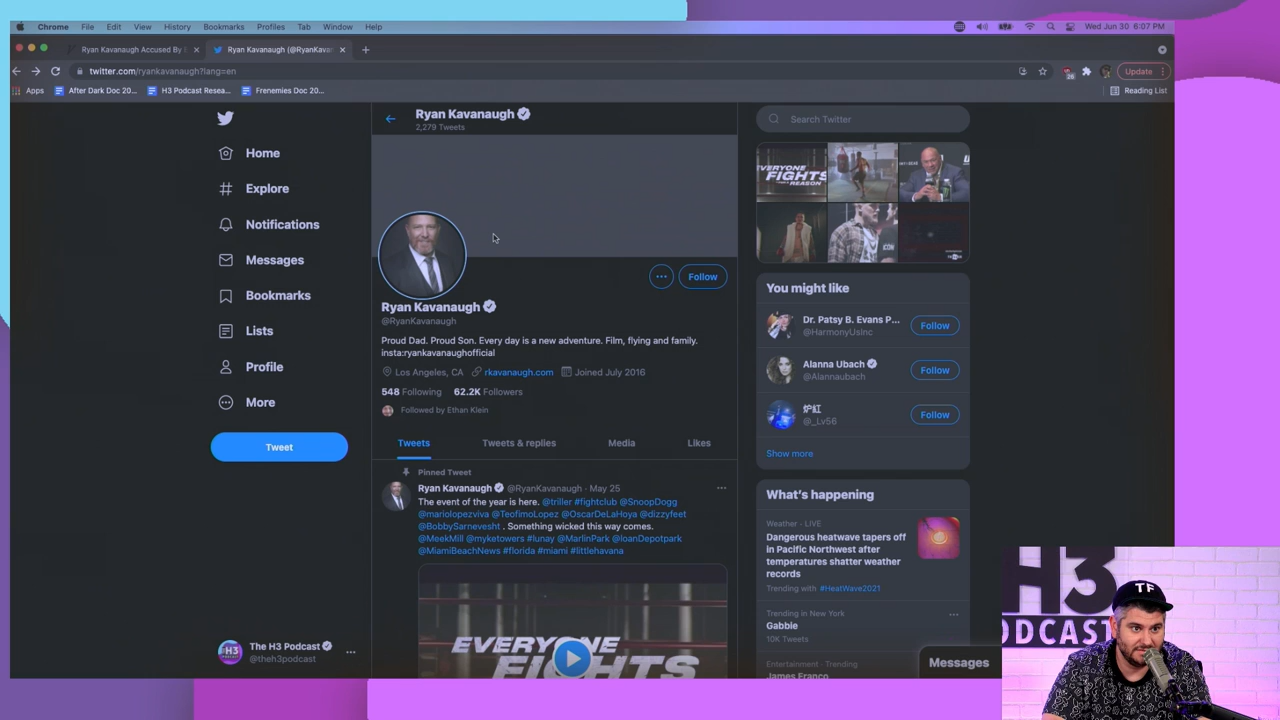 Chrome File Edit View History Bookmarks Profiles Tab Window Help
Wed Jun 30 6:07 PM
Ryan Kavanaugh Accused By
Ryan Kavanaugh (@RyanKavan
twitter.com/ryankavanaugh?lang=en
Update
Apps After Dark Doc 20... H3 Podcast Resea... Frenemies Doc 20...
Reading List
Home
Explore
Notifications
Messages
Bookmarks
Lists
Profile
More
Tweet
The H3 Podcast
@theh3podcast
Ryan Kavanaugh
2,279 Tweets
Follow
Ryan Kavanaugh
@RyanKavanaugh
Proud Dad. Proud Son. Every day is a new adventure. Film, flying and family.
insta:ryankavanaughofficial
Los Angeles, CA rkavanaugh.com Joined July 2016
548 Following 62.2K Followers
Followed by Ethan Klein
Tweets Tweets & replies Media Likes
Pinned Tweet
Ryan Kavanaugh @RyanKavanaugh · May 25
The event of the year is here. @triller #fightclub @SnoopDogg
@mariolopezviva @TeofimoLopez @OscarDeLaHoya @dizzyfeet
@BobbySarnevesht . Something wicked this way comes.
@MeekMill @myketowers #lunay @MarlinPark @loanDepotpark
@MiamiBeachNews #florida #miami #littlehavana
EVERYONE
FIGHTS
Search Twitter
EVERYONE
FIGHTS
REASON
You might like
Dr. Patsy B. Evans P...
@HarmonyUsInc
Follow
Alanna Ubach
@Alannaubach
Follow
炉紅
@_Lv56
Follow
Show more
What's happening
Weather · LIVE
Dangerous heatwave tapers off
in Pacific Northwest after
temperatures shatter weather
records
Trending with #HeatWave2021
Trending in New York
Gabbie
10K Tweets
Entertainment · Trending
James Franco
Messages
H3
PODCAST
TF